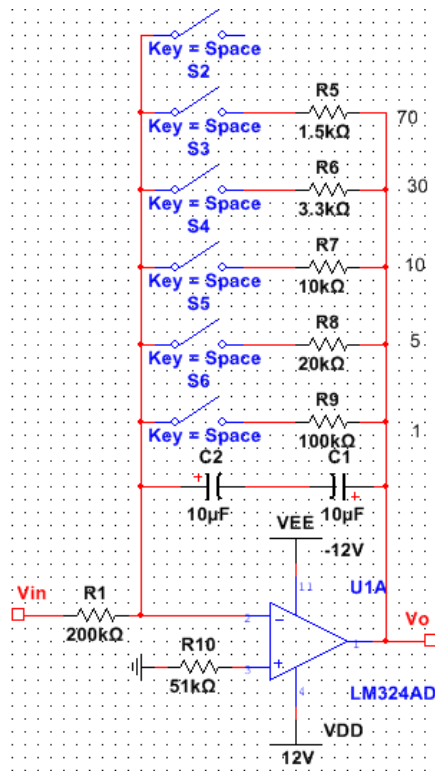 Key = Space
S2
R5
70
Key = Space
1.5kΩ
S3
R6
30
Key = Space
3.3kΩ
S4
R7
10
Key = Space
10kΩ
S5
R8
5
Key = Space
20kΩ
S6
R9
1
Key = Space
100kΩ
C2
C1
+
+
10µF
10µF
VEE
-12V
11
U1A
Vin
R1
2
−
Vo
200kΩ
R10
1
3
+
51kΩ
4
LM324AD
VDD
12V